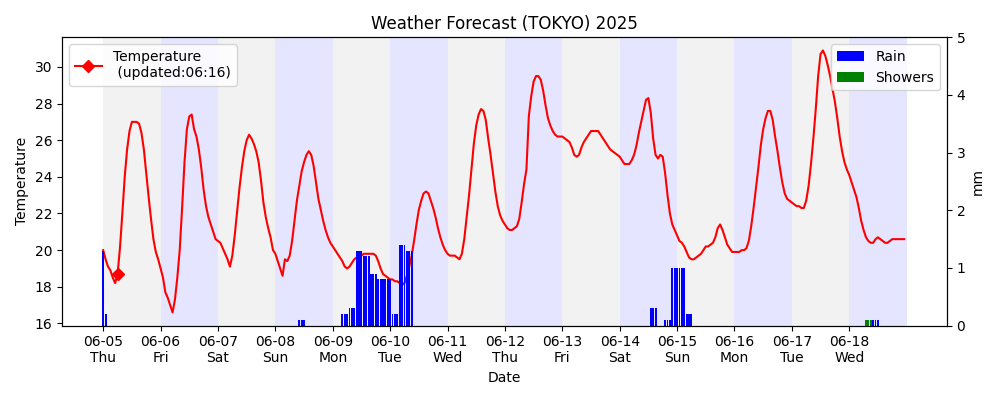 Weather Forecast (TOKYO) 2025
Temperature
(updated:06:16)
Rain
Showers
Temperature
30
28
26
24
22
20
18
16
5
4
3
2
1
0
mm
06-05 06-06 06-07 06-08 06-09 06-10 06-11 06-12 06-13 06-14 06-15 06-16 06-17 06-18
Thu Fri Sat Sun Mon Tue Wed Thu Fri Sat Sun Mon Tue Wed
Date